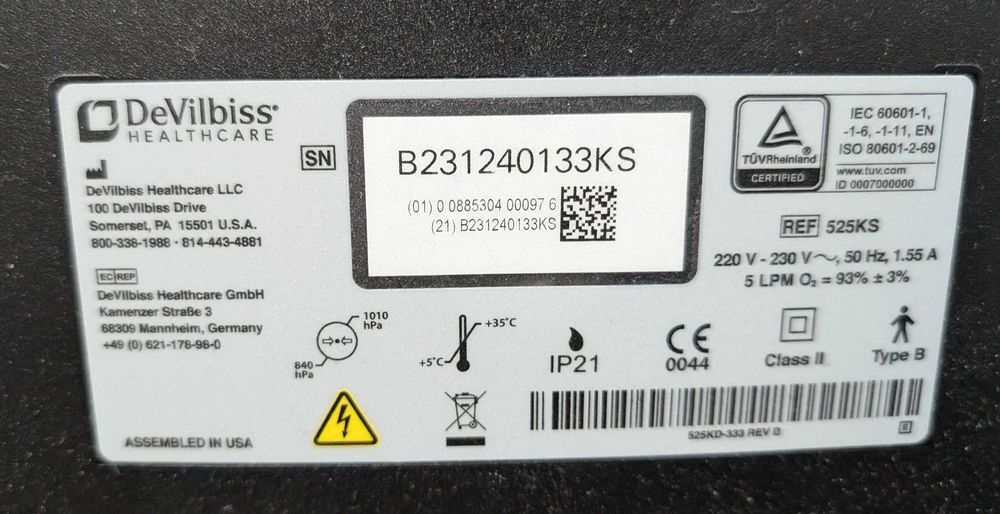 DeVilbiss®
HEALTHCARE
DeVilbiss Healthcare LLC
100 DeVilbiss Drive
Somerset, PA 15501 U.S.A.
800-338-1988 • 814-443-4881
EC REP
DeVilbiss Healthcare GmbH
Kamenzer Straße 3
68309 Mannheim, Germany
+49 (0) 621-178-98-0
SN
B231240133KS
(01) 0 0885304 00097 6
(21) B231240133KS
TÜVRheinland®
CERTIFIED
IEC 60601-1,
-1-6, -1-11, EN
ISO 80601-2-69
www.tuv.com
ID 0007000000
REF 525KS
220 V - 230 V ~, 50 Hz, 1.55 A
5 LPM O₂ = 93% ± 3%
1010
hPa
840
hPa
+35°C
+5°C
IP21
CE
0044
Class II
Type B
ASSEMBLED IN USA
525KD-333 REV D
E